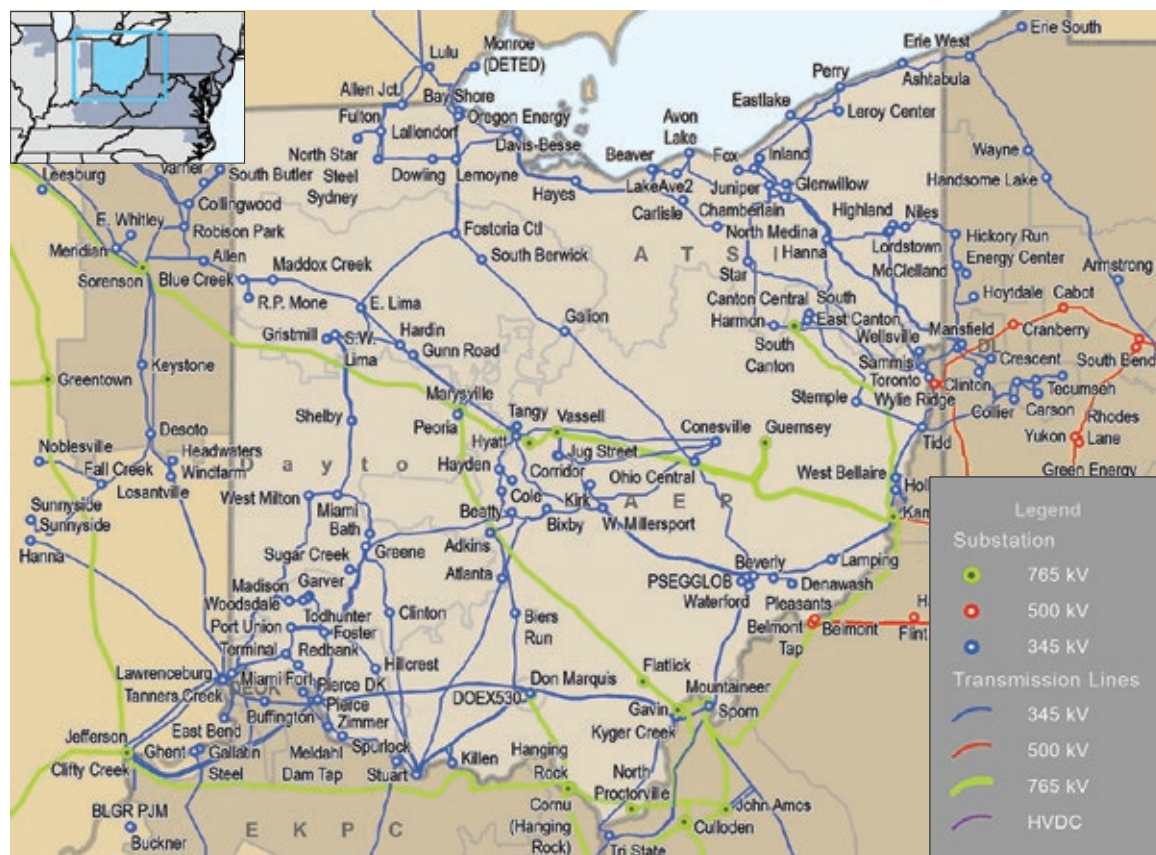 Erie South
Erie West
Lulu
Monroe
(DETED)
Perry
Ashtabula
Allen Jct.
Bay Shore
Eastlake
Leroy Center
Fulton
Oregon Energy
Avon
Lake
Lallendorf
Davis-Besse
Beaver
Fox
Inland
Wayne
North Star
Steel
Sydney
Dowling
Lemoyne
Hayes
LakeAve2
Juniper
Glenwillow
Handsome Lake
Varner
South Butler
Leesburg
Collingwood
Carlisle
Chamberlain
Highland
Niles
E. Whitley
Robison Park
Fostoria Ctl
North Medina
Lordstown
Hickory Run
Energy Center
Meridian
Allen
Maddox Creek
South Berwick
A T S I
Hanna
McClelland
Armstrong
Sorenson
Blue Creek
Star
Hoytdale
R.P. Mone
E. Lima
Galion
Canton Central
South
Cabot
Gristmill
S.W.
Lima
Hardin
Harmon
East Canton
Mansfield
Cranberry
Gunn Road
South
Canton
Wellsville
DL
Crescent
South Bend
Keystone
Sammis
Greentown
Marysville
Toronto
Clinton
Tecumseh
Stemple
Wylie Ridge
Collier
Carson
Rhodes
Lane
Shelby
Peoria
Tangy
Vassell
Conesville
Guernsey
Tidd
Yukon
Desoto
Hyatt
Noblesville
Headwaters
Windfarm
Jug Street
Green Energy
Fall Creek
D a y t o
Hayden
Corridor
Ohio Central
West Bellaire
Losantville
West Milton
Cole
Kirk
A E P
Sunnyside
Sunnyside
Miami
Bath
Beatty
Bixby
W. Millersport
Hanna
Sugar Creek
Greene
Adkins
Lamping
Madison
Garver
Atlanta
Beverly
Woodsdale
PSEGGLOB
Denawash
Todhunter
Clinton
Waterford
Port Union
Foster
Biers
Run
Pleasants
Terminal
Redbank
Belmont
Tap
Belmont
Flint
Lawrenceburg
Hillcrest
Flatlick
Miami Fort
Pierce DK
Don Marquis
Mountaineer
Tanners Creek
DEOK
Pierce
DOEX530
Gavin
Sporn
Buffington
Zimmer
Kyger Creek
Jefferson
East Bend
Ghent
Gallatin
Steel
Meldahl
Dam Tap
Spurlock
Killen
Hanging
Rock
Clifty Creek
Stuart
North
Proctorville
BLGR PJM
Cornu
(Hanging
Rock)
John Amos
Buckner
E K P C
Culloden
Tri State
Legend
Substation
765 kV
500 kV
345 kV
Transmission Lines
345 kV
500 kV
765 kV
HVDC